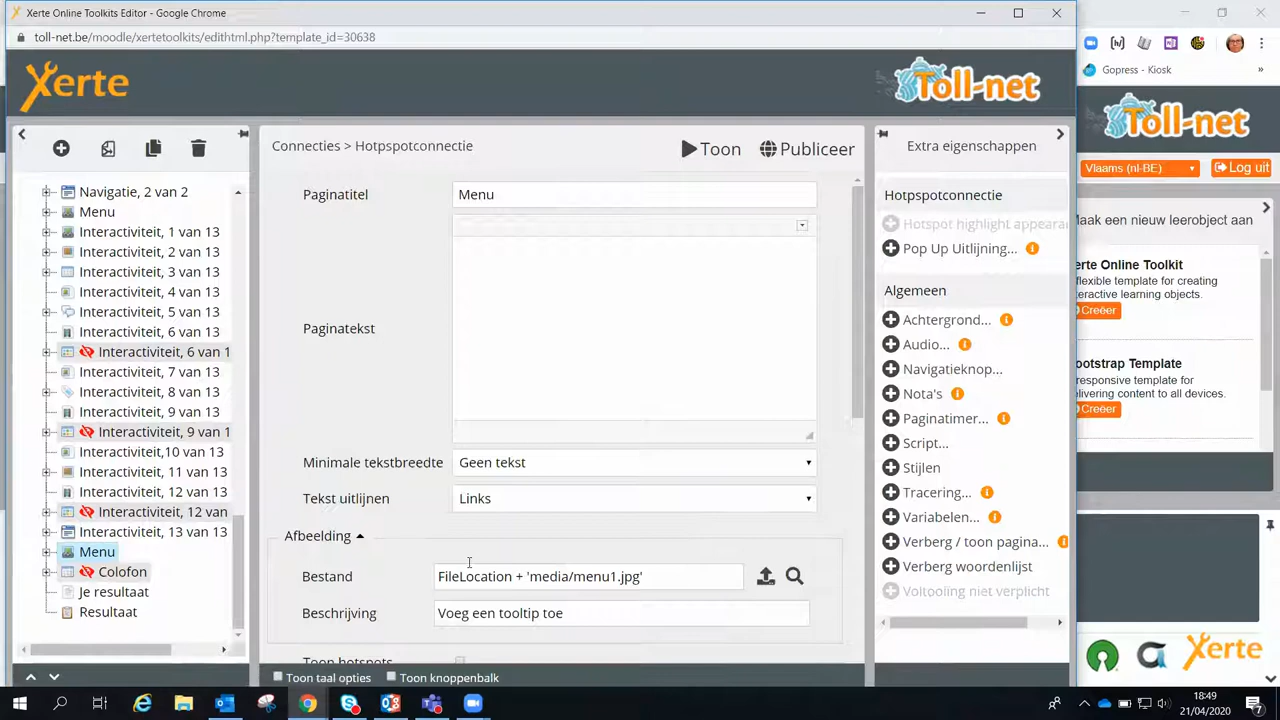 Xerte Online Toolkits Editor - Google Chrome
toll-net.be/moodle/xertetoolkits/edithtml.php?template_id=30638
Gopress - Kiosk
»
Xerte
Toll-net
Toll-net
Connecties > Hotpspotconnectie
Toon
Publiceer
Navigatie, 2 van 2
Menu
Interactiviteit, 1 van 13
Interactiviteit, 2 van 13
Interactiviteit, 3 van 13
Interactiviteit, 4 van 13
Interactiviteit, 5 van 13
Interactiviteit, 6 van 13
Interactiviteit, 6 van 1
Interactiviteit, 7 van 13
Interactiviteit, 8 van 13
Interactiviteit, 9 van 13
Interactiviteit, 9 van 1
Interactiviteit,10 van 13
Interactiviteit, 11 van 13
Interactiviteit, 12 van 13
Interactiviteit, 12 van
Interactiviteit, 13 van 13
Menu
Colofon
Je resultaat
Resultaat
Paginatitel
Menu
Paginatekst
Minimale tekstbreedte
Geen tekst
Tekst uitlijnen
Links
Afbeelding
Bestand
FileLocation + 'media/menu1.jpg'
Beschrijving
Voeg een tooltip toe
Toon hotspots
Toon taal opties
Toon knoppenbalk
Extra eigenschappen
Hotpspotconnectie
Hotspot highlight appeara
Pop Up Uitlijning...
Algemeen
Achtergrond...
Audio...
Navigatieknop...
Nota's
Paginatimer...
Script...
Stijlen
Tracering...
Variabelen...
Verberg / toon pagina...
Verberg woordenlijst
Voltooiing niet verplicht
Vlaams (nl-BE)
Log uit
Maak een nieuw leerobject aan
erte Online Toolkit
flexible template for creating
nteractive learning objects.
Creëer
ootstrap Template
responsive template for
elivering content to all devices.
Creëer
Xerte
18:49
21/04/2020
7